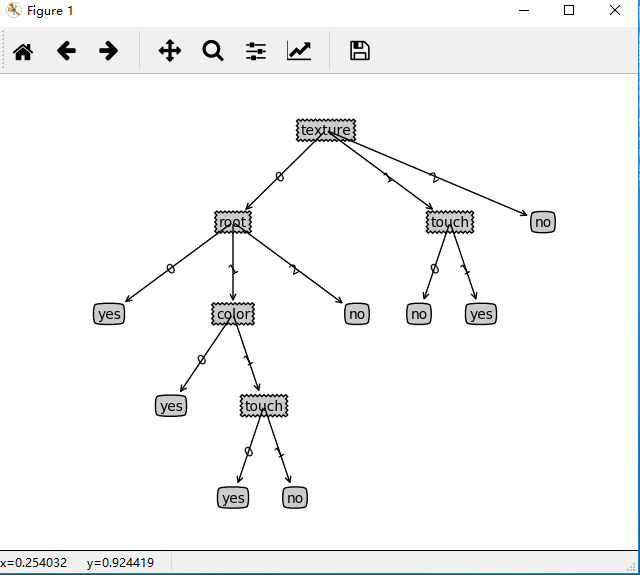 Figure 1
texture
0 1 2
root touch no
0 1 2 0 1
yes color no no yes
0 1
yes touch
0 1
yes no
x=0.254032 y=0.924419